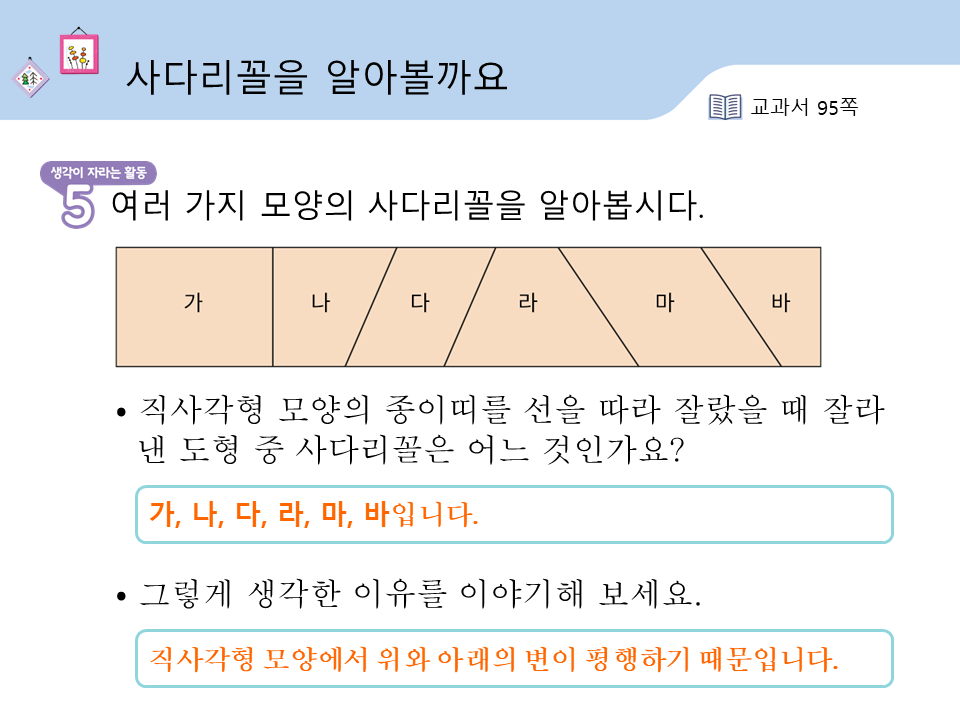 사다리꼴을 알아볼까요
교과서 95쪽
생각이 자라는 활동
5 여러 가지 모양의 사다리꼴을 알아봅시다.
가 나 다 라 마 바
• 직사각형 모양의 종이띠를 선을 따라 잘랐을 때 잘라
낸 도형 중 사다리꼴은 어느 것인가요?
가, 나, 다, 라, 마, 바입니다.
• 그렇게 생각한 이유를 이야기해 보세요.
직사각형 모양에서 위와 아래의 변이 평행하기 때문입니다.